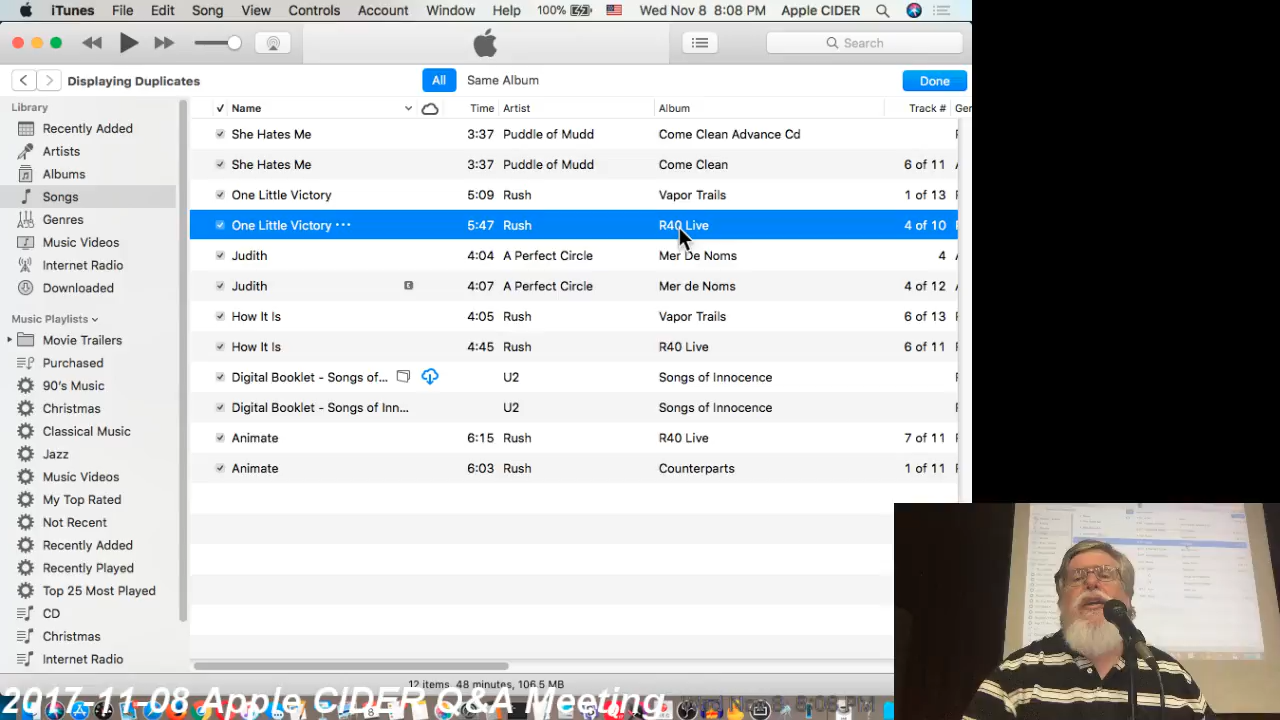 iTunes File Edit Song View Controls Account Window Help 100% Wed Nov 8 8:08 PM Apple CIDER
Search
Displaying Duplicates All Same Album Done
Library
Recently Added
Artists
Albums
Songs
Genres
Music Videos
Internet Radio
Downloaded
Music Playlists
Movie Trailers
Purchased
90's Music
Christmas
Classical Music
Jazz
Music Videos
My Top Rated
Not Recent
Recently Added
Recently Played
Top 25 Most Played
CD
Christmas
Internet Radio
Name Time Artist Album Track # Ger
She Hates Me 3:37 Puddle of Mudd Come Clean Advance Cd
She Hates Me 3:37 Puddle of Mudd Come Clean 6 of 11
One Little Victory 5:09 Rush Vapor Trails 1 of 13
One Little Victory ··· 5:47 Rush R40 Live 4 of 10
Judith 4:04 A Perfect Circle Mer De Noms 4
Judith E 4:07 A Perfect Circle Mer de Noms 4 of 12
How It Is 4:05 Rush Vapor Trails 6 of 13
How It Is 4:45 Rush R40 Live 6 of 11
Digital Booklet - Songs of... U2 Songs of Innocence
Digital Booklet - Songs of Inn... U2 Songs of Innocence
Animate 6:15 Rush R40 Live 7 of 11
Animate 6:03 Rush Counterparts 1 of 11
12 items, 48 minutes, 106.5 MB
2017-11-08 Apple CIDER Q&A Meeting
Wed Nov 8, 8:08 PM